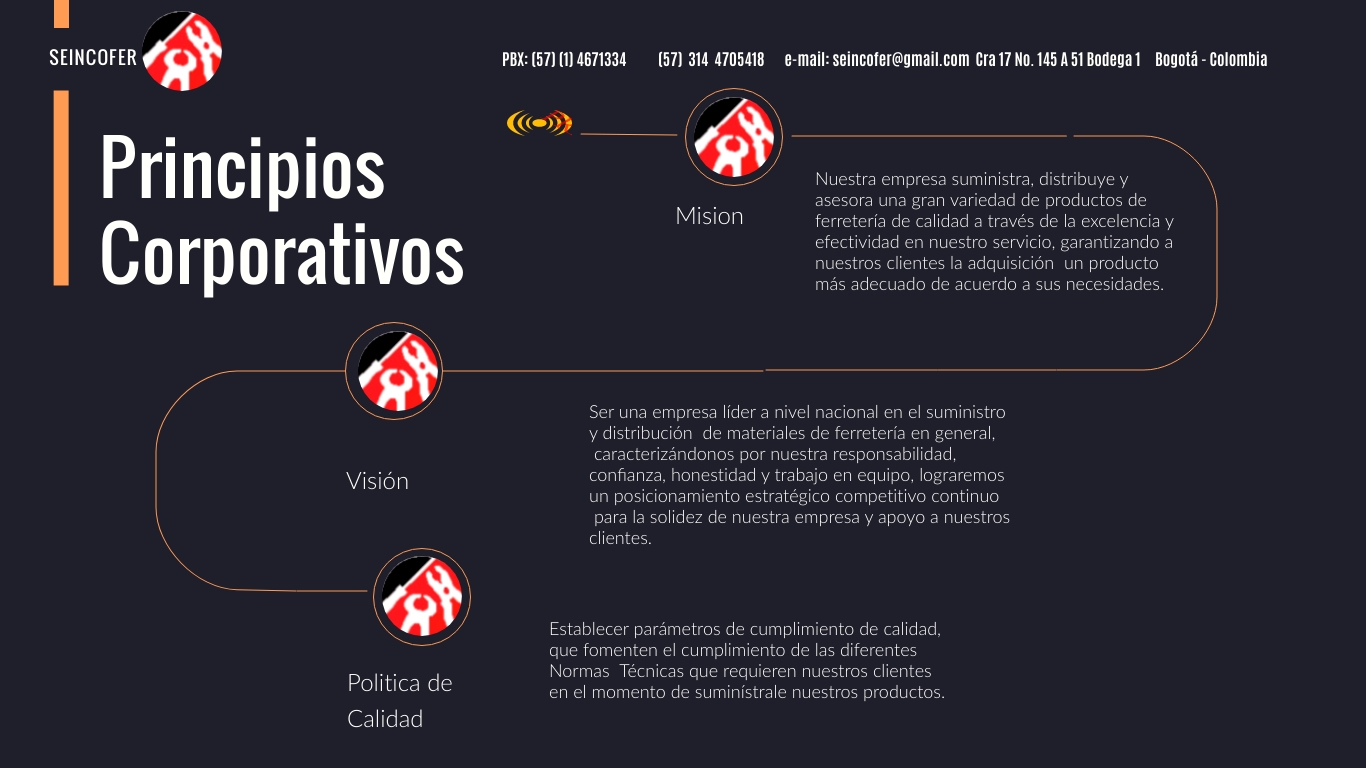 SEINCOFER
PBX: (57) (1) 4671334 (57) 314 4705418 e-mail: seincofer@gmail.com Cra 17 No. 145 A 51 Bodega 1 Bogotá - Colombia
Principios
Corporativos
Mision
Nuestra empresa suministra, distribuye y
asesora una gran variedad de productos de
ferretería de calidad a través de la excelencia y
efectividad en nuestro servicio, garantizando a
nuestros clientes la adquisición un producto
más adecuado de acuerdo a sus necesidades.
Visión
Ser una empresa líder a nivel nacional en el suministro
y distribución de materiales de ferretería en general,
caracterizándonos por nuestra responsabilidad,
confianza, honestidad y trabajo en equipo, lograremos
un posicionamiento estratégico competitivo continuo
para la solidez de nuestra empresa y apoyo a nuestros
clientes.
Politica de
Calidad
Establecer parámetros de cumplimiento de calidad,
que fomenten el cumplimiento de las diferentes
Normas Técnicas que requieren nuestros clientes
en el momento de suminístrale nuestros productos.